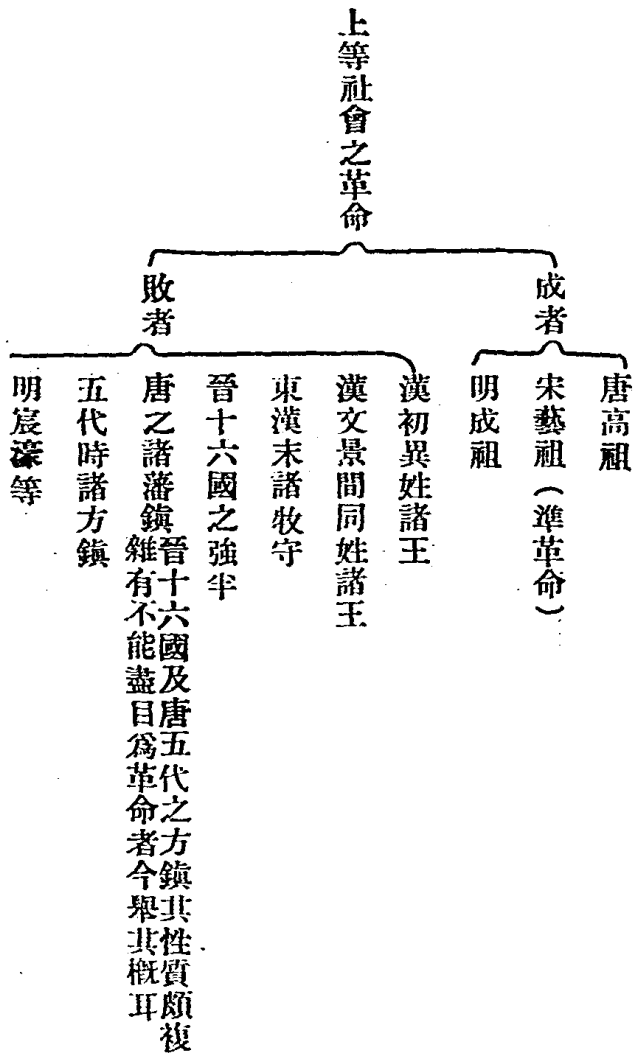 上等社會之革命
成者
唐高祖
宋藝祖（準革命）
明成祖
敗者
漢初異姓諸王
漢文景間同姓諸王
東漢末諸牧守
晉十六國之強半
唐之諸藩鎮
晉十六國及唐五代之方鎮其性質頗複
雜有不能盡目爲革命者今舉其概耳
五代時諸方鎮
明宸濠等